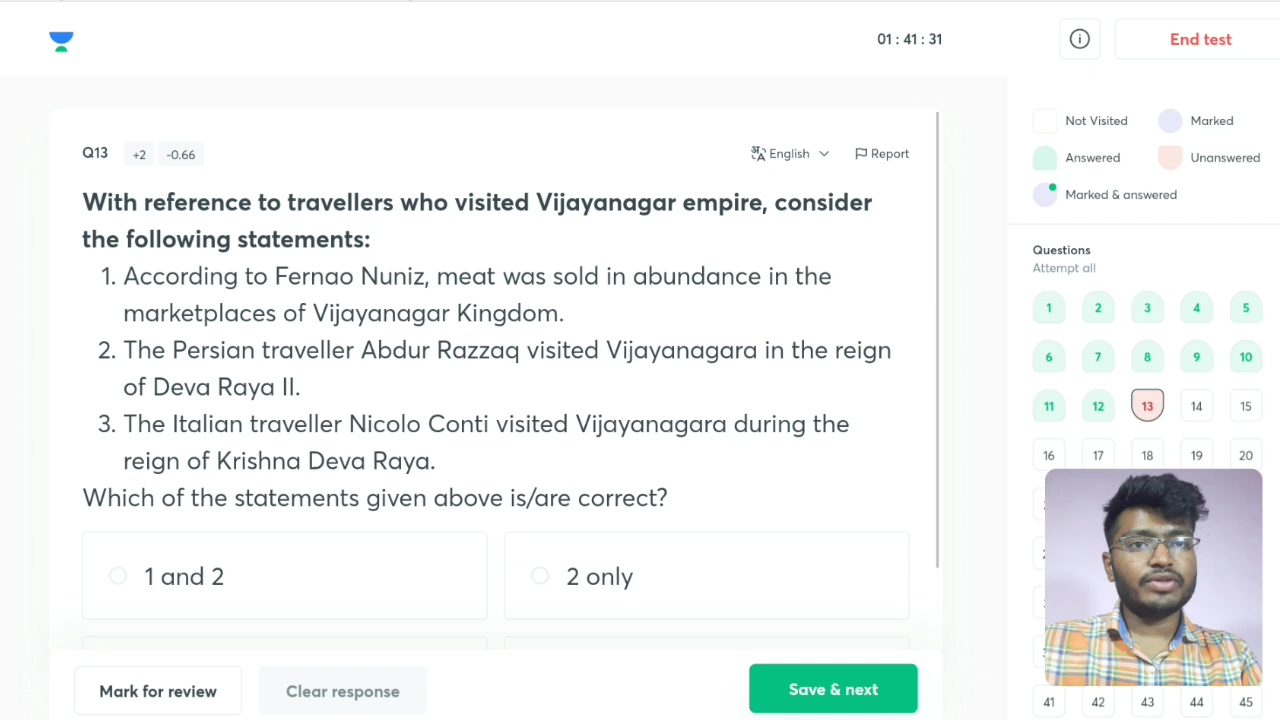 01 : 41 : 31
End test
Q13 +2 -0.66 English Report
With reference to travellers who visited Vijayanagar empire, consider
the following statements:
1. According to Fernao Nuniz, meat was sold in abundance in the
marketplaces of Vijayanagar Kingdom.
2. The Persian traveller Abdur Razzaq visited Vijayanagara in the reign
of Deva Raya II.
3. The Italian traveller Nicolo Conti visited Vijayanagara during the
reign of Krishna Deva Raya.
Which of the statements given above is/are correct?
1 and 2
2 only
Mark for review
Clear response
Save & next
Not Visited
Marked
Answered
Unanswered
Marked & answered
Questions
Attempt all
1 2 3 4 5
6 7 8 9 10
11 12 13 14 15
16 17 18 19 20
41 42 43 44 45